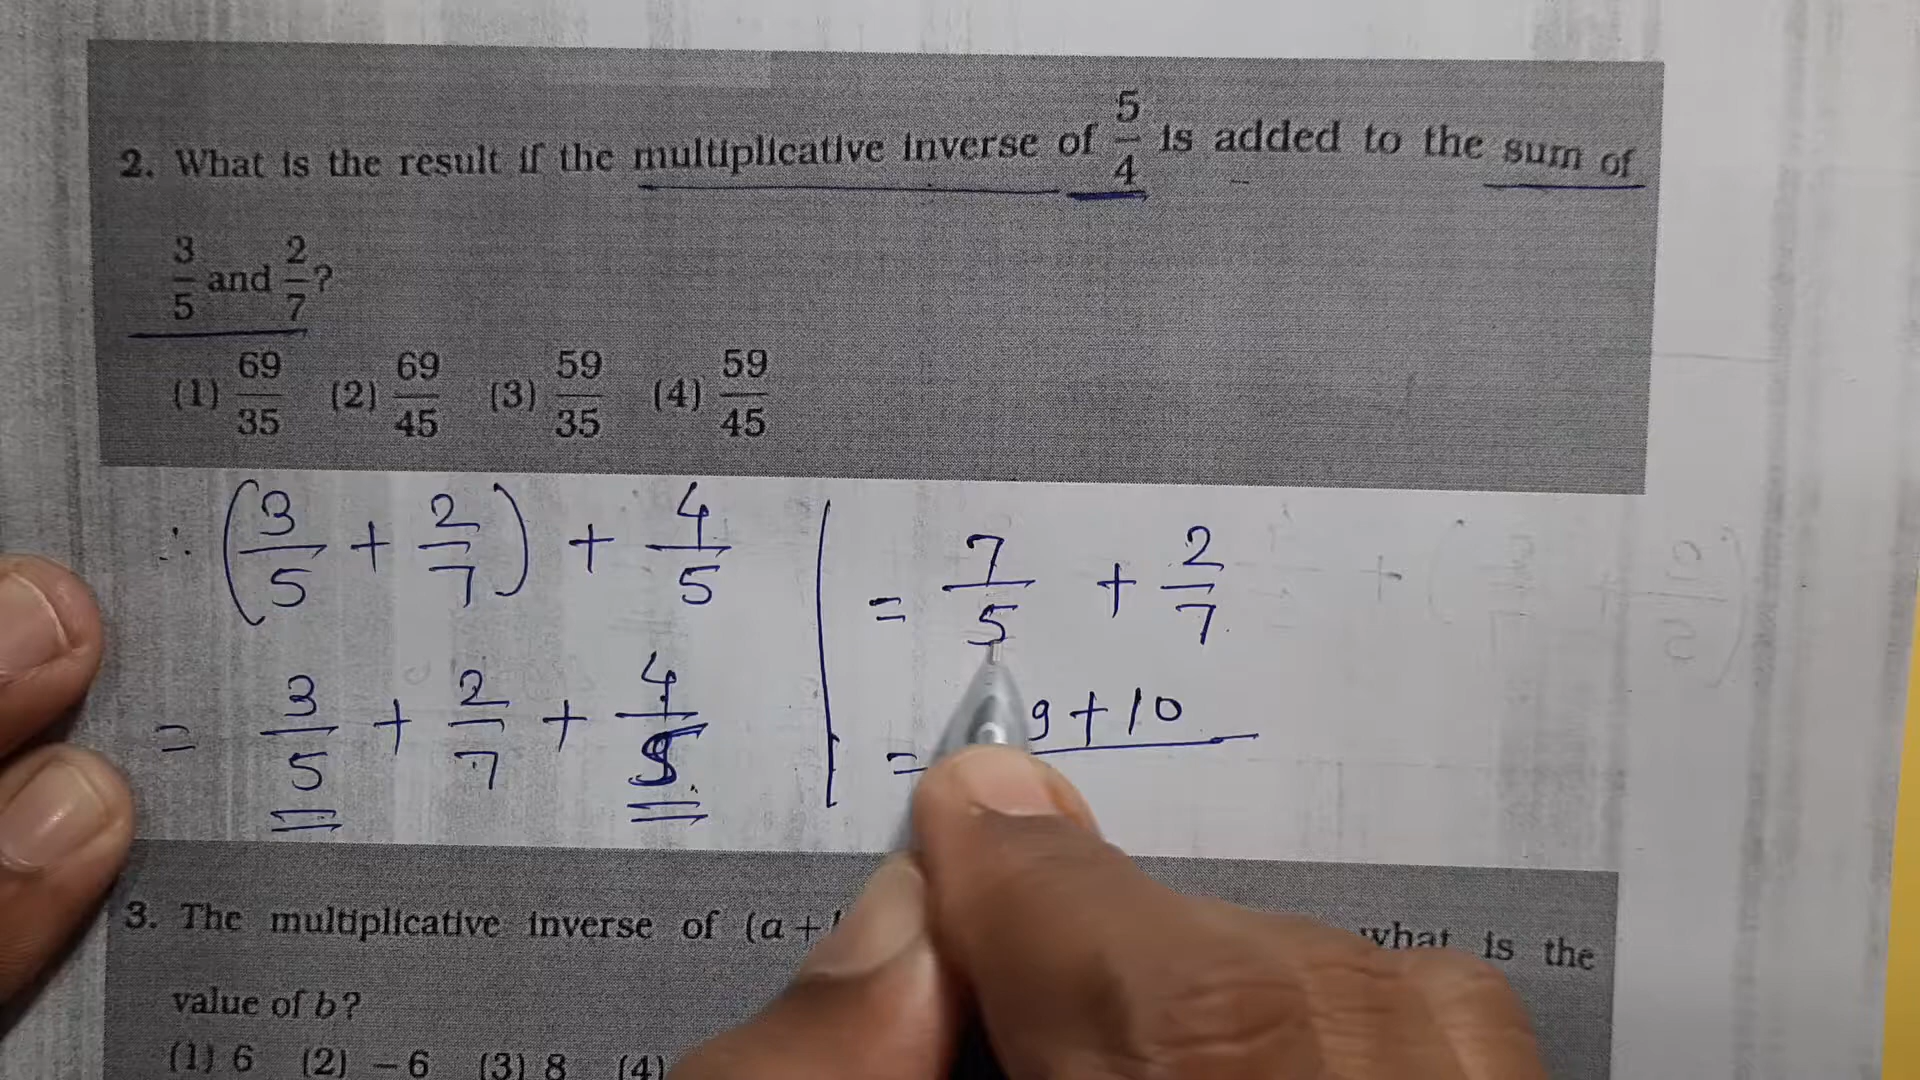 2. What is the result if the multiplicative inverse of 5/4 is added to the sum of
3/5 and 2/7?
(1) 69/35 (2) 69/45 (3) 59/35 (4) 59/45
∴ (3/5 + 2/7) + 4/5
= 3/5 + 2/7 + 4/5
= 7/5 + 2/7
= 9 + 10
3. The multiplicative inverse of (a + what is the
value of b?
(1) 6 (2) − 6 (3) 8 (4)